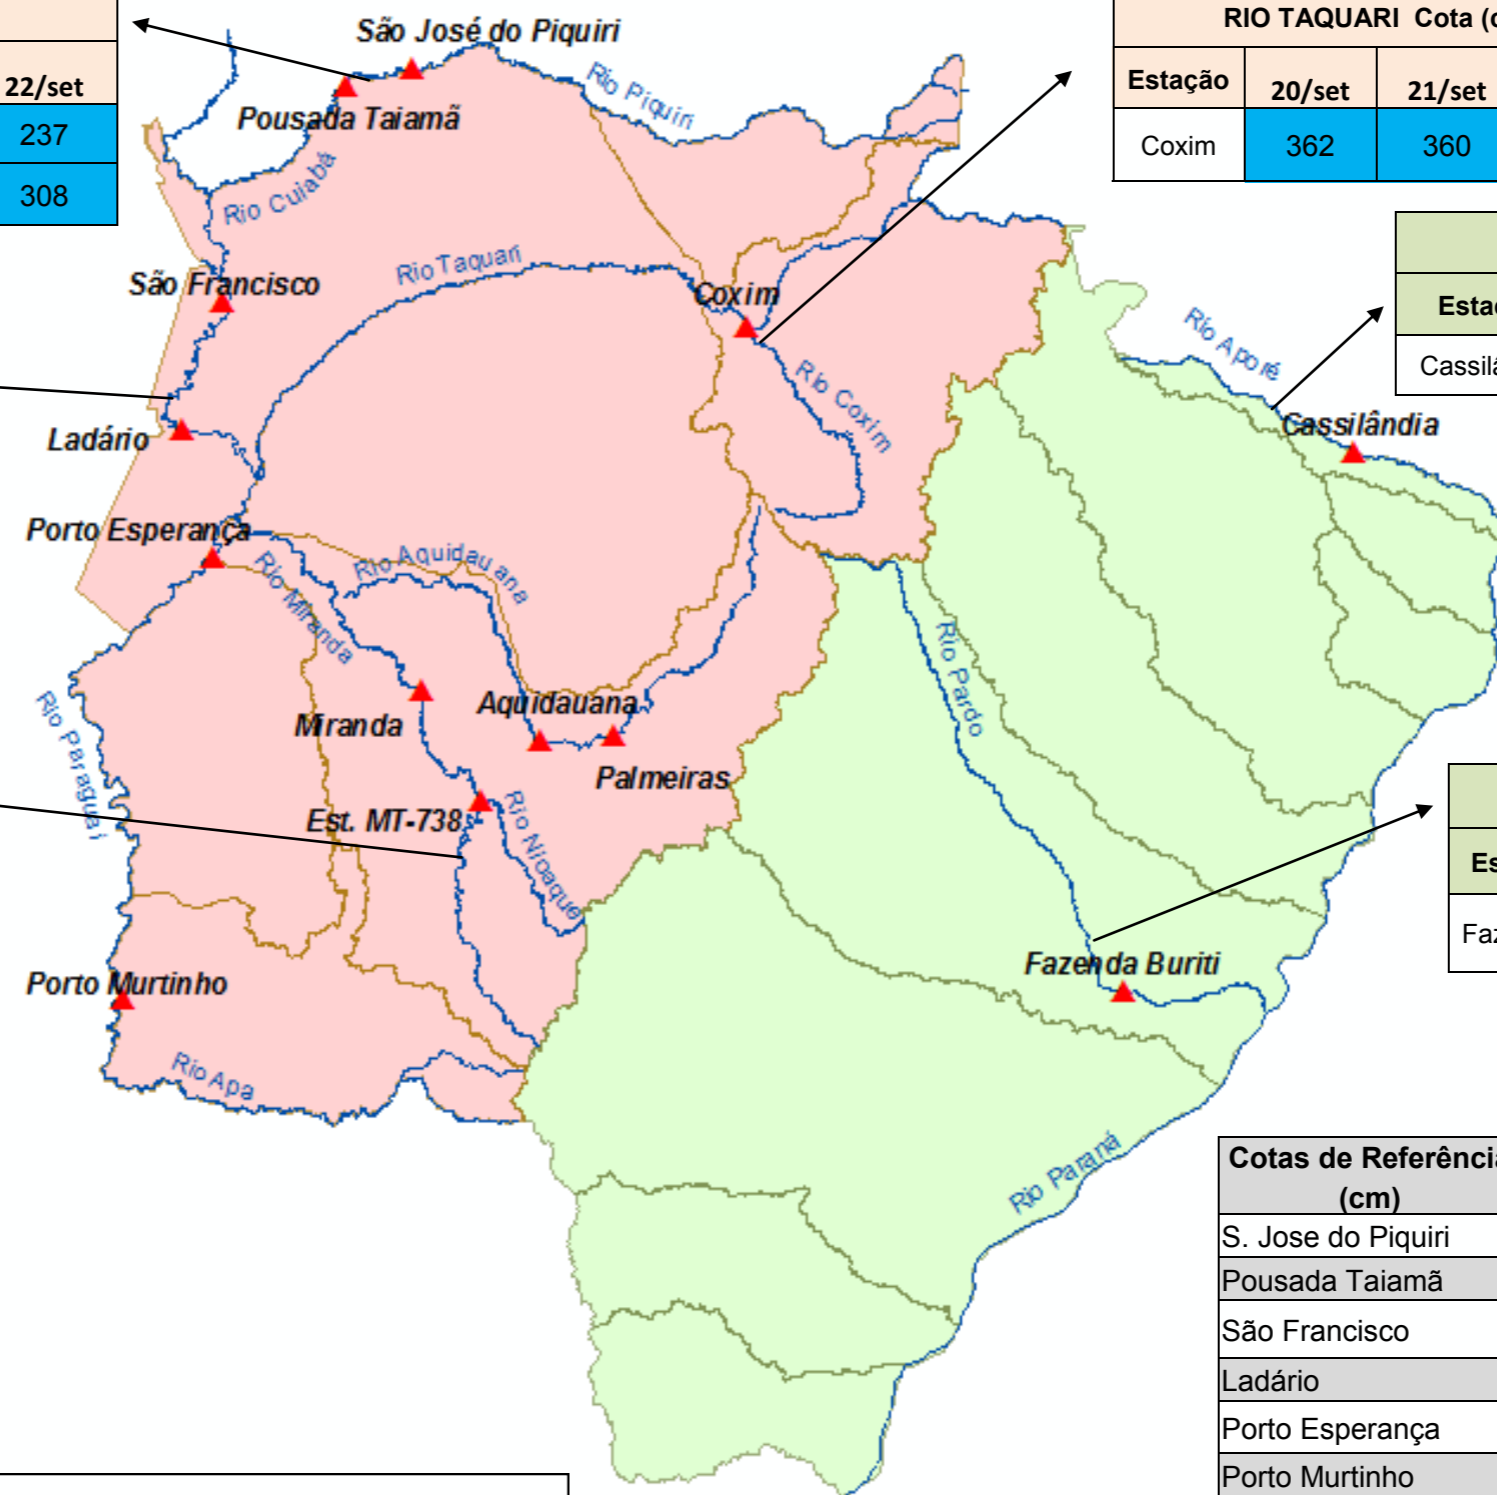 22/set
237
308
RIO TAQUARI Cota (c
Estação 20/set 21/set
Coxim 362 360
São José do Piquiri
Pousada Taiamã
Rio Piquiri
Rio Cuiabá
São Francisco
Rio Taquari
Coxim
Rio Coxim
Rio Aporé
Cassilândia
Ladário
Porto Esperança
Rio Miranda
Rio Aquidauana
Rio Pardo
Rio Paraguai
Miranda
Aquidauana
Palmeiras
Est. MT-738
Rio Nioaque
Fazenda Buriti
Porto Murtinho
Rio Apa
Rio Paraná
Cotas de Referência
(cm)
S. Jose do Piquiri
Pousada Taiamã
São Francisco
Ladário
Porto Esperança
Porto Murtinho